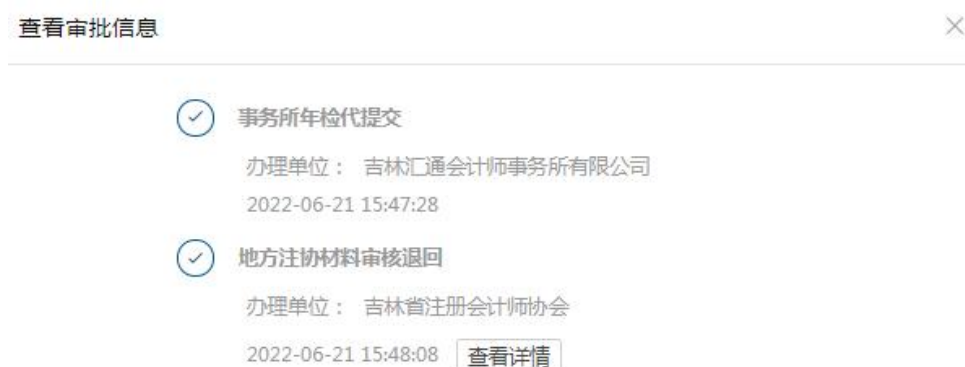 查看审批信息
事务所年检代提交
办理单位： 吉林汇通会计师事务所有限公司
2022-06-21 15:47:28
地方注协材料审核退回
办理单位： 吉林省注册会计师协会
2022-06-21 15:48:08 查看详情